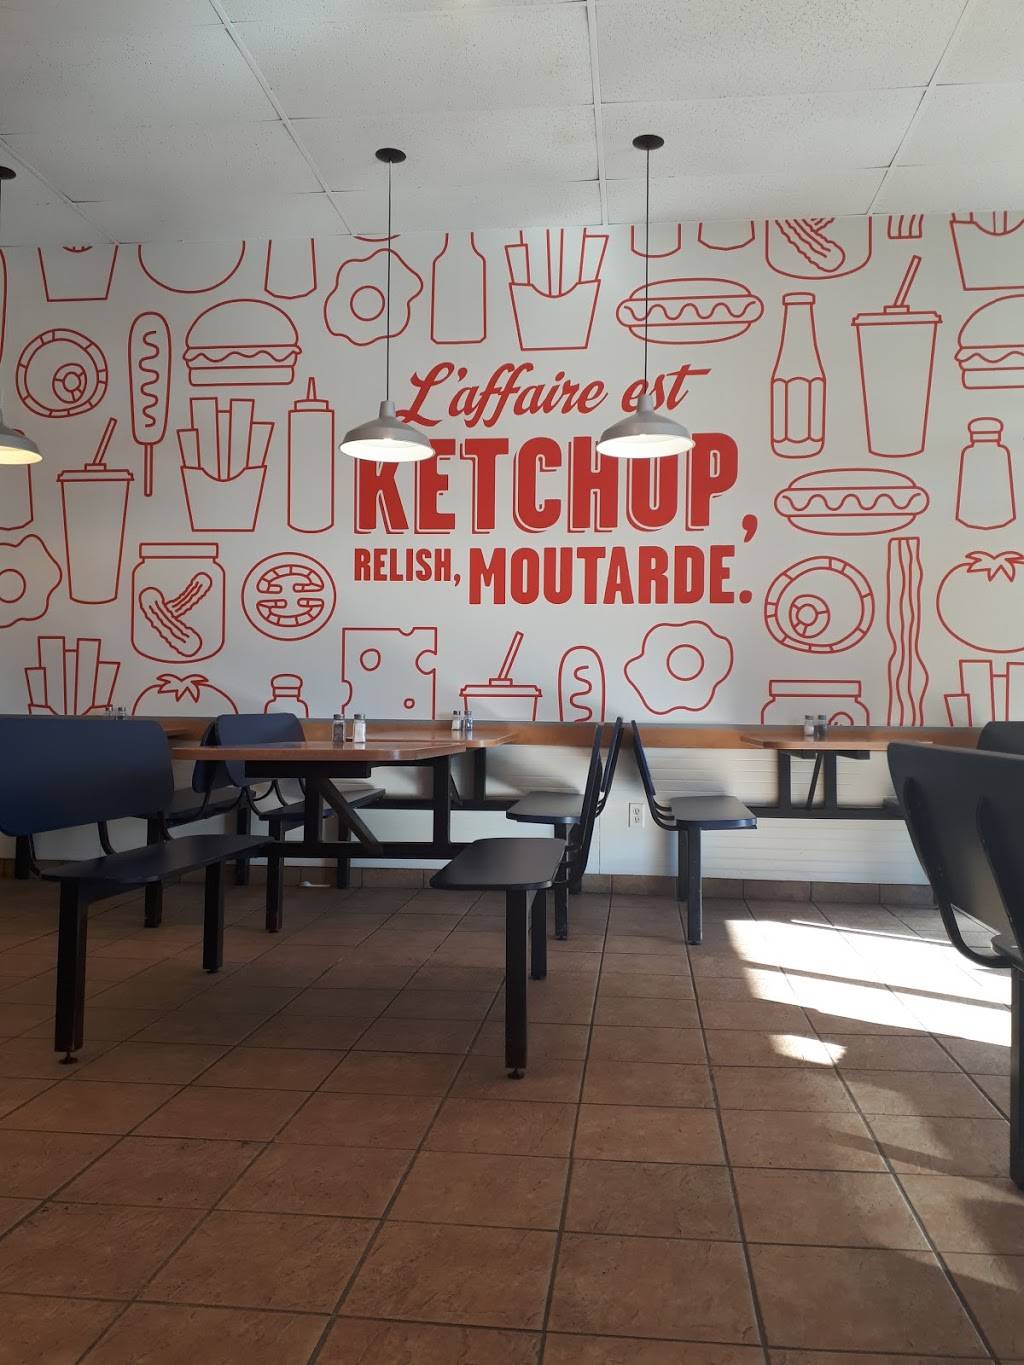 L'affaire est
KETCHUP,
RELISH, MOUTARDE.